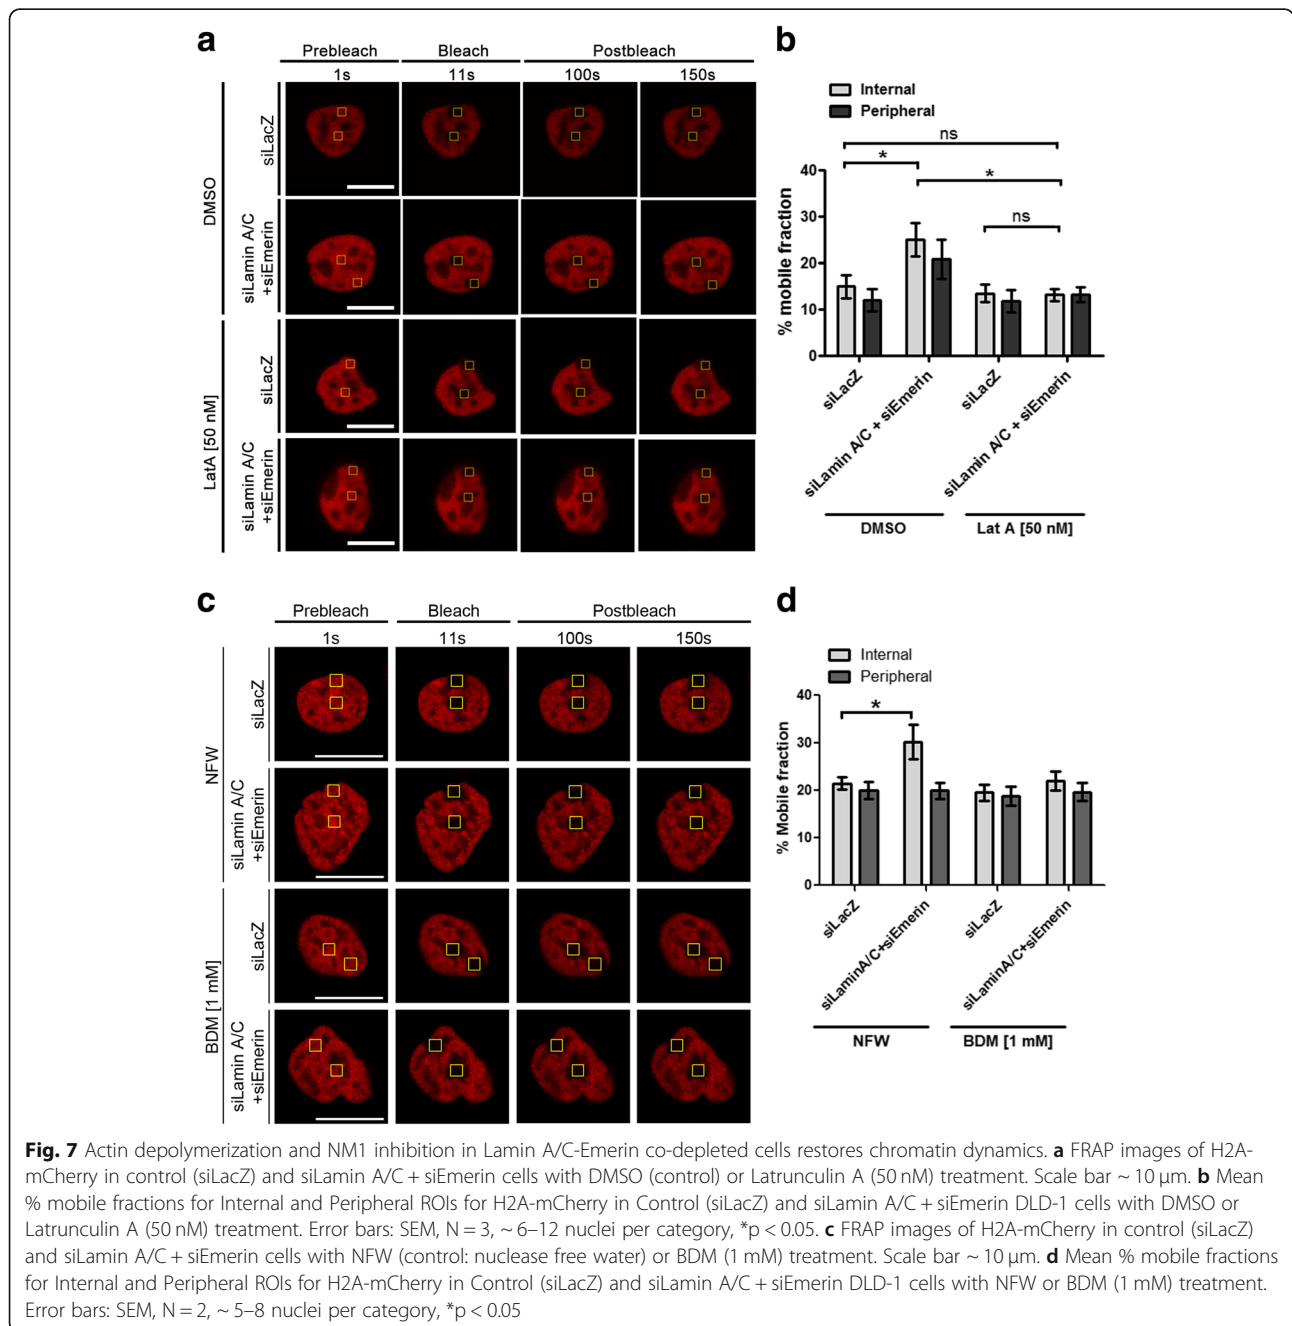 a
Prebleach Bleach Postbleach
1s 11s 100s 150s
DMSO
siLacZ
siLamin A/C
+siEmerin
LatA [50 nM]
siLacZ
siLamin A/C
+siEmerin
b
Internal
Peripheral
ns
*
*
ns
% mobile fraction
40
30
20
10
0
siLacZ
siLamin A/C + siEmerin
siLacZ
siLamin A/C + siEmerin
DMSO Lat A [50 nM]
c
Prebleach Bleach Postbleach
1s 11s 100s 150s
NFW
siLacZ
siLamin A/C
+siEmerin
BDM [1 mM]
siLacZ
siLamin A/C
+siEmerin
d
Internal
Peripheral
*
% Mobile fraction
40
30
20
10
0
siLacZ
siLaminA/C+siEmerin
siLacZ
siLaminA/C+siEmerin
NFW BDM [1 mM]
Fig. 7 Actin depolymerization and NM1 inhibition in Lamin A/C-Emerin co-depleted cells restores chromatin dynamics. a FRAP images of H2A-
mCherry in control (siLacZ) and siLamin A/C + siEmerin cells with DMSO (control) or Latrunculin A (50 nM) treatment. Scale bar ~ 10 μm. b Mean
% mobile fractions for Internal and Peripheral ROIs for H2A-mCherry in Control (siLacZ) and siLamin A/C + siEmerin DLD-1 cells with DMSO or
Latrunculin A (50 nM) treatment. Error bars: SEM, N = 3, ~ 6–12 nuclei per category, *p < 0.05. c FRAP images of H2A-mCherry in control (siLacZ)
and siLamin A/C + siEmerin cells with NFW (control: nuclease free water) or BDM (1 mM) treatment. Scale bar ~ 10 μm. d Mean % mobile fractions
for Internal and Peripheral ROIs for H2A-mCherry in Control (siLacZ) and siLamin A/C + siEmerin DLD-1 cells with NFW or BDM (1 mM) treatment.
Error bars: SEM, N = 2, ~ 5–8 nuclei per category, *p < 0.05